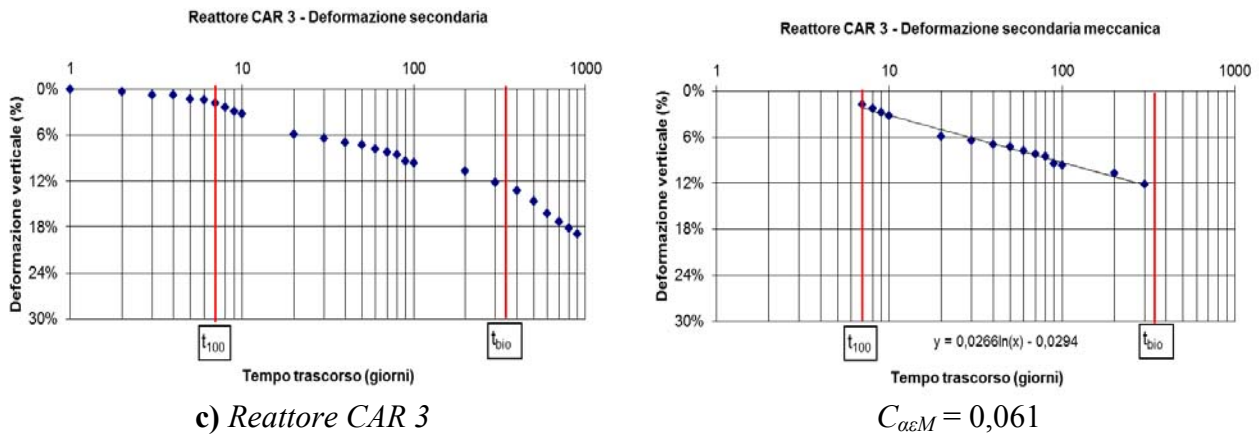 Reattore CAR 3 - Deformazione secondaria
1 10 100 1000
0%
6%
12%
18%
24%
30%
Deformazione verticale (%)
t100
tbio
Tempo trascorso (giorni)
c) Reattore CAR 3
Reattore CAR 3 - Deformazione secondaria meccanica
1 10 100 1000
0%
6%
12%
18%
24%
30%
Deformazione verticale (%)
t100
y = 0,0266ln(x) - 0,0294
tbio
Tempo trascorso (giorni)
CαεM = 0,061